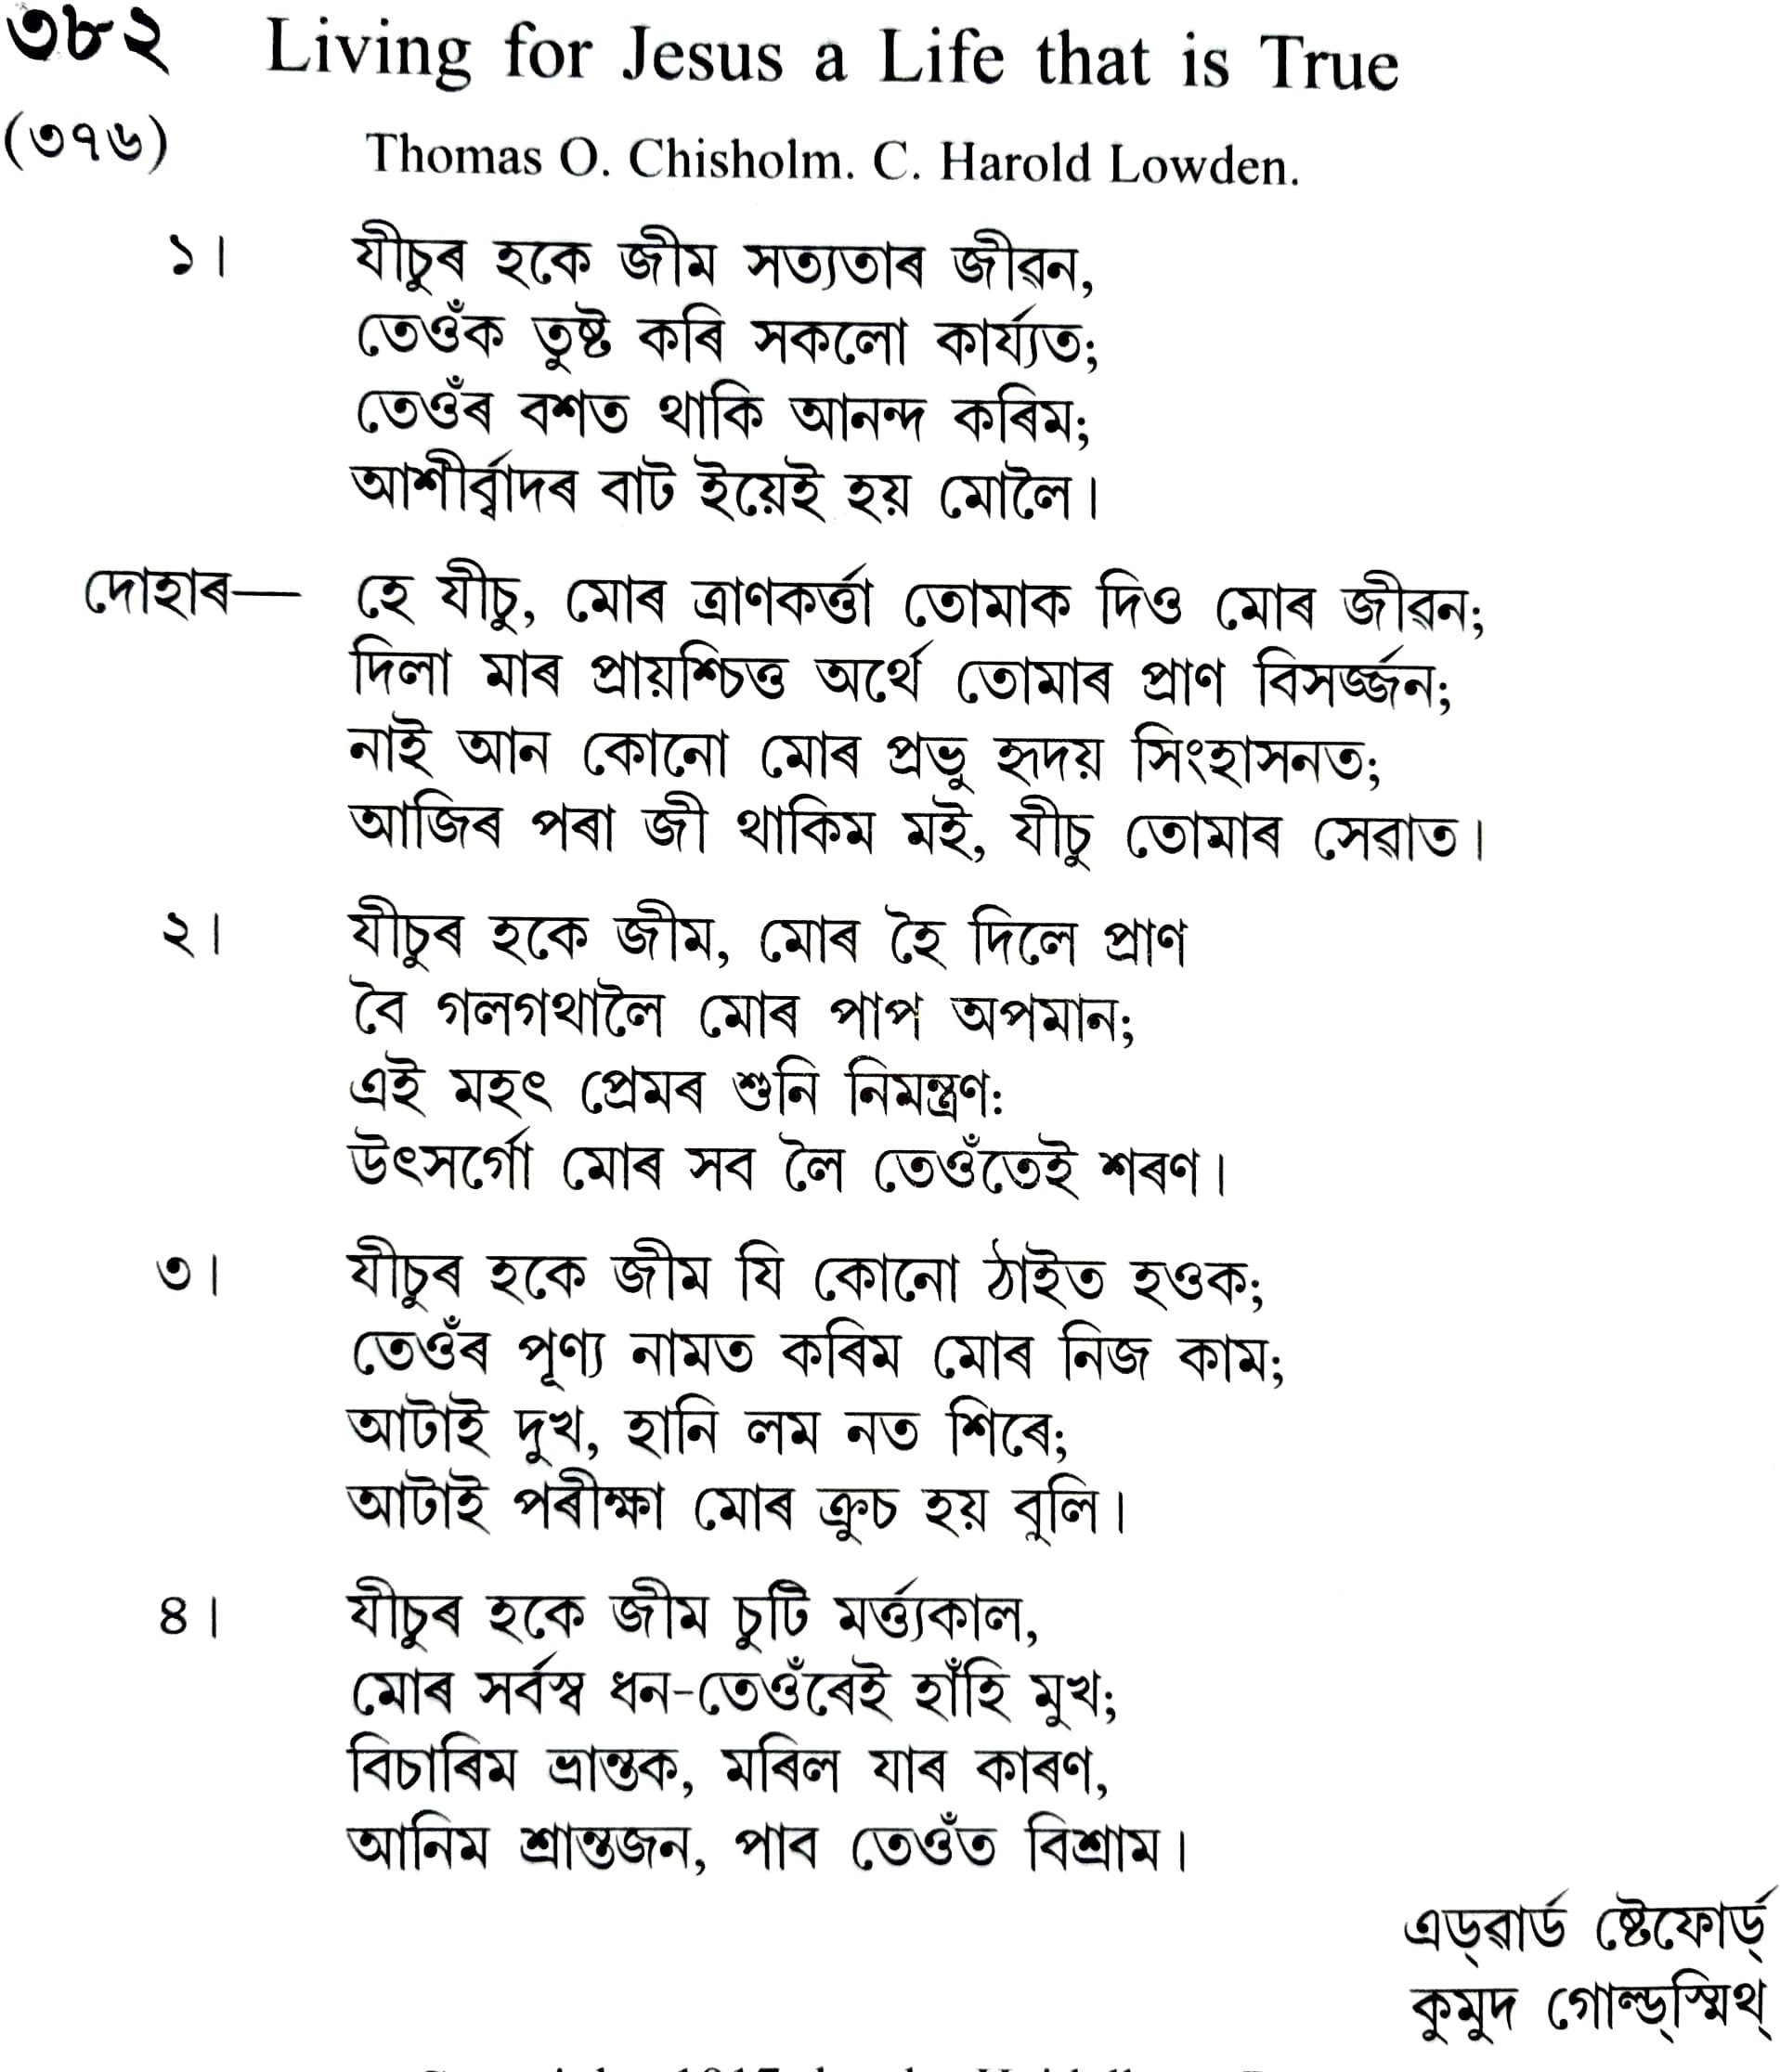 ৩৮২ Living for Jesus a Life that is True
(৩৭৬) Thomas O. Chisholm. C. Harold Lowden.
১। যীচুৰ হকে জীম সত্যতাৰ জীৱন,
তেওঁক তুষ্ট কৰি সকলো কাৰ্য্যত;
তেওঁৰ বশত থাকি আনন্দ কৰিম;
আশীৰ্ব্বাদৰ বাট ইয়েই হয় মোলৈ।
দোহাৰ— হে যীচু, মোৰ ত্ৰাণকৰ্ত্তা তোমাক দিও মোৰ জীৱন;
দিলা মাৰ প্ৰায়শ্চিত্ত অৰ্থে তোমাৰ প্ৰাণ বিসৰ্জ্জন;
নাই আন কোনো মোৰ প্ৰভু হৃদয় সিংহাসনত;
আজিৰ পৰা জী থাকিম মই, যীচু তোমাৰ সেৱাত।
২। যীচুৰ হকে জীম, মোৰ হৈ দিলে প্ৰাণ
বৈ গলগথালৈ মোৰ পাপ অপমান;
এই মহৎ প্ৰেমৰ শুনি নিমন্ত্ৰণ:
উৎসৰ্গো মোৰ সব লৈ তেওঁতেই শৰণ।
৩। যীচুৰ হকে জীম যি কোনো ঠাইত হওক;
তেওঁৰ পূণ্য নামত কৰিম মোৰ নিজ কাম;
আটাই দুখ, হানি লম নত শিৰে;
আটাই পৰীক্ষা মোৰ ক্ৰুচ হয় বুলি।
৪। যীচুৰ হকে জীম চুটি মৰ্ত্ত্যকাল,
মোৰ সৰ্বস্ব ধন-তেওঁৰেই হাঁহি মুখ;
বিচাৰিম ভ্ৰান্তক, মৰিল যাৰ কাৰণ,
আনিম শ্ৰান্তজন, পাব তেওঁত বিশ্ৰাম।
এড্ৱাৰ্ড ষ্টেফোৰ্ড্
কুমুদ গোল্ড্স্মিথ্